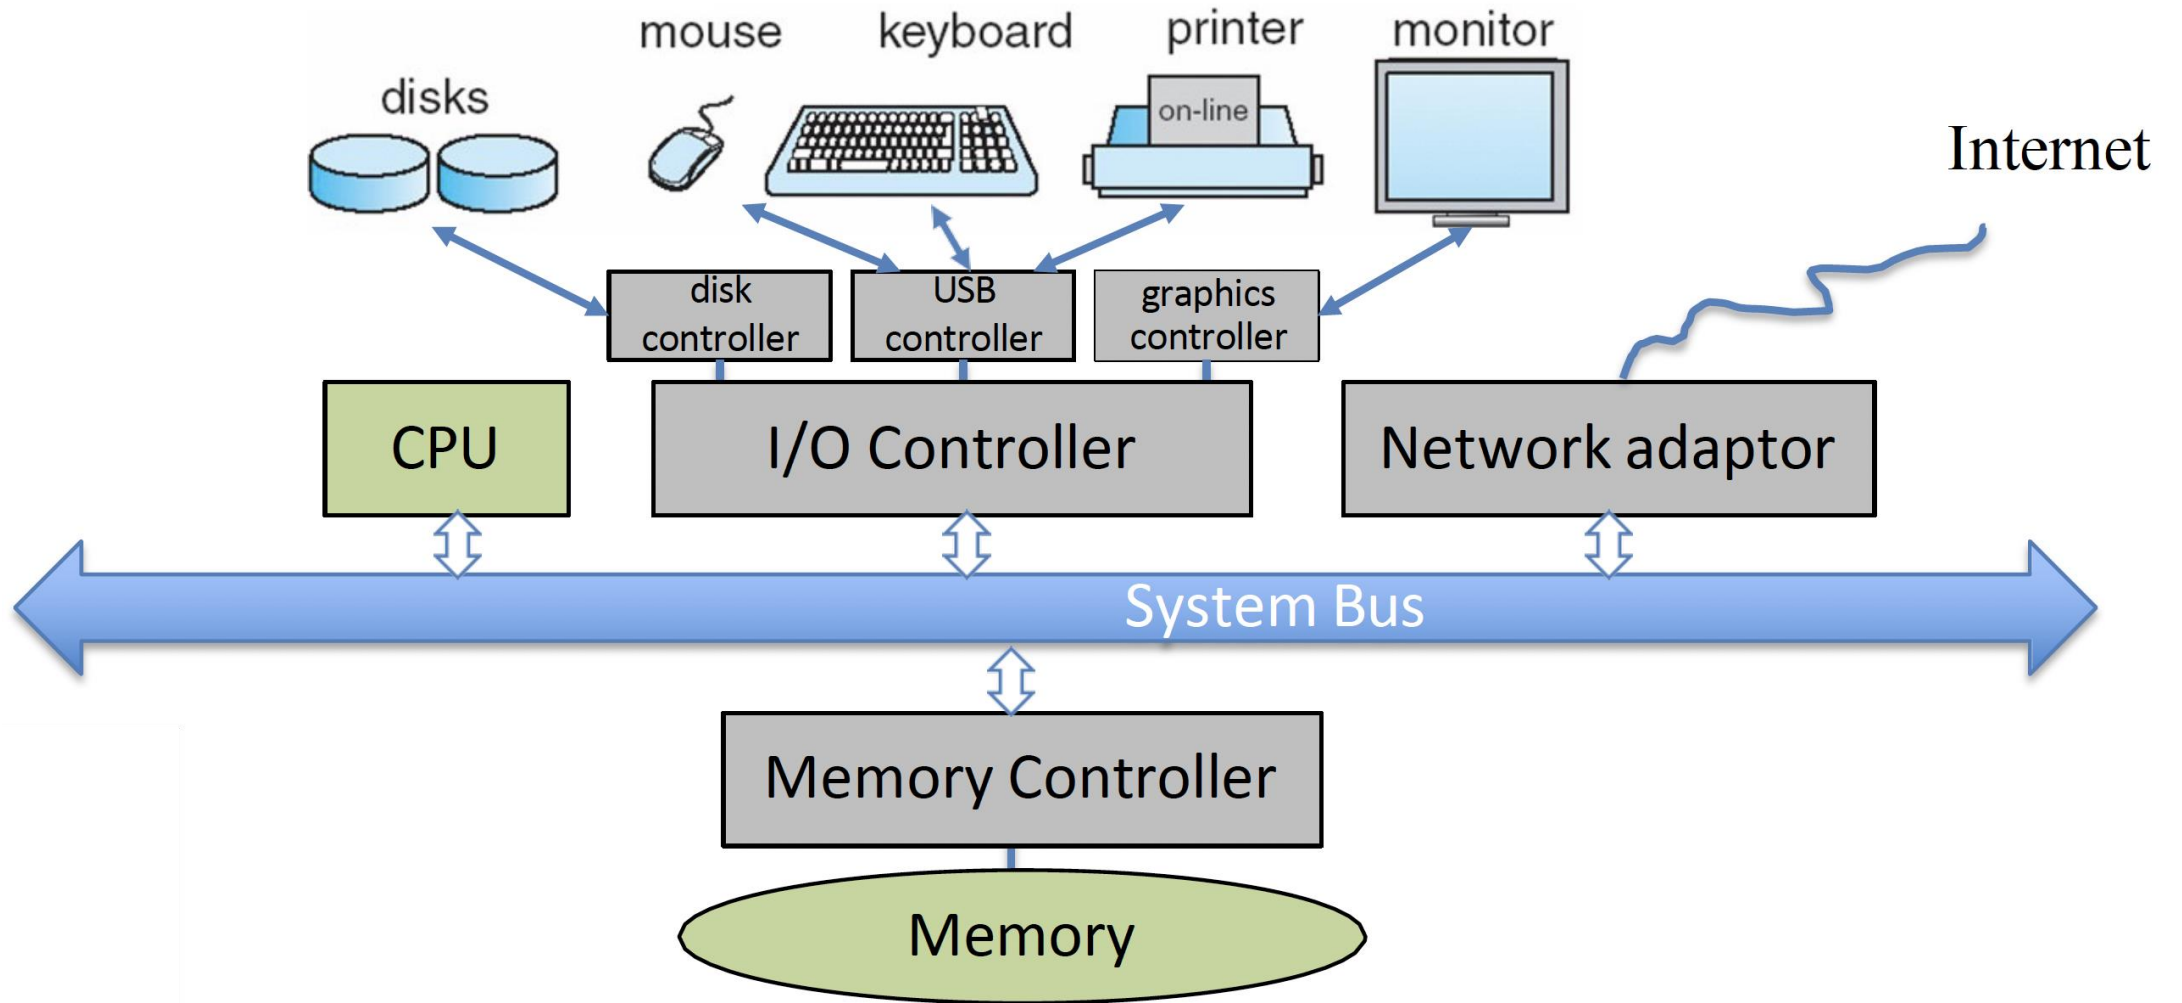 mouse
keyboard
printer
monitor
disks
on-line
Internet
disk
controller
USB
controller
graphics
controller
CPU
I/O Controller
Network adaptor
System Bus
Memory Controller
Memory